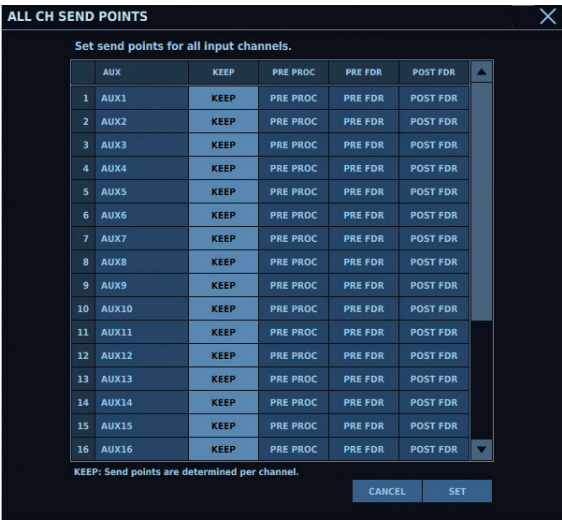 ALL CH SEND POINTS
Set send points for all input channels.
AUX KEEP PRE PROC PRE FDR POST FDR
1 AUX1 KEEP PRE PROC PRE FDR POST FDR
2 AUX2 KEEP PRE PROC PRE FDR POST FDR
3 AUX3 KEEP PRE PROC PRE FDR POST FDR
4 AUX4 KEEP PRE PROC PRE FDR POST FDR
5 AUX5 KEEP PRE PROC PRE FDR POST FDR
6 AUX6 KEEP PRE PROC PRE FDR POST FDR
7 AUX7 KEEP PRE PROC PRE FDR POST FDR
8 AUX8 KEEP PRE PROC PRE FDR POST FDR
9 AUX9 KEEP PRE PROC PRE FDR POST FDR
10 AUX10 KEEP PRE PROC PRE FDR POST FDR
11 AUX11 KEEP PRE PROC PRE FDR POST FDR
12 AUX12 KEEP PRE PROC PRE FDR POST FDR
13 AUX13 KEEP PRE PROC PRE FDR POST FDR
14 AUX14 KEEP PRE PROC PRE FDR POST FDR
15 AUX15 KEEP PRE PROC PRE FDR POST FDR
16 AUX16 KEEP PRE PROC PRE FDR POST FDR
KEEP: Send points are determined per channel.
CANCEL SET